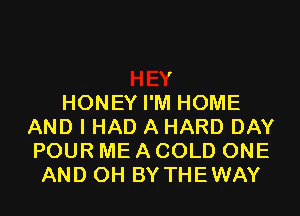 HEY
HONEY I'M HOME
AND I HAD A HARD DAY
POUR ME A COLD ONE
AND OH BY THE WAY